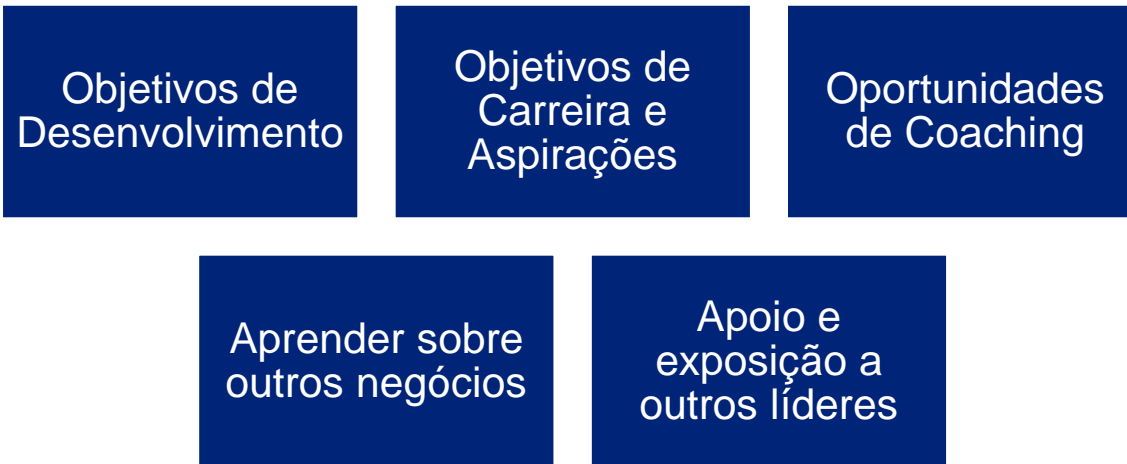 Objetivos de
Desenvolvimento
Objetivos de
Carreira e
Aspirações
Oportunidades
de Coaching
Aprender sobre
outros negócios
Apoio e
exposição a
outros líderes